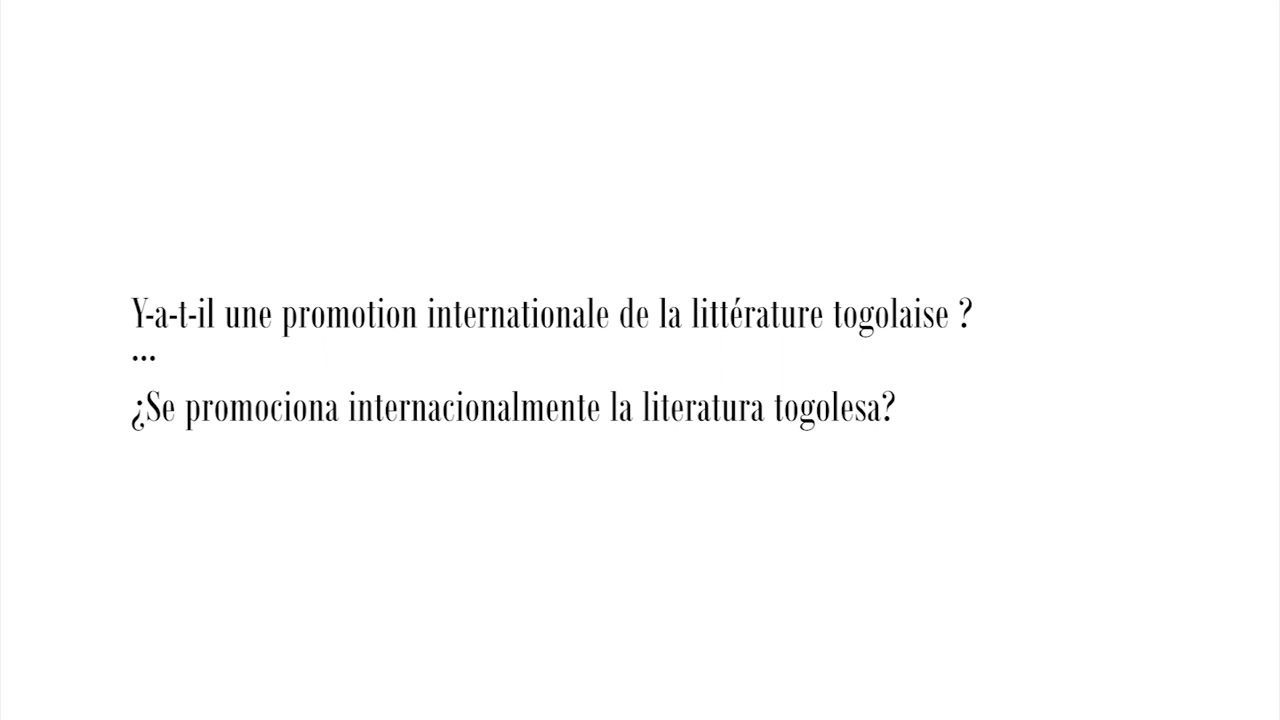 Y-a-t-il une promotion internationale de la littérature togolaise ?
...
¿Se promociona internacionalmente la literatura togolesa?